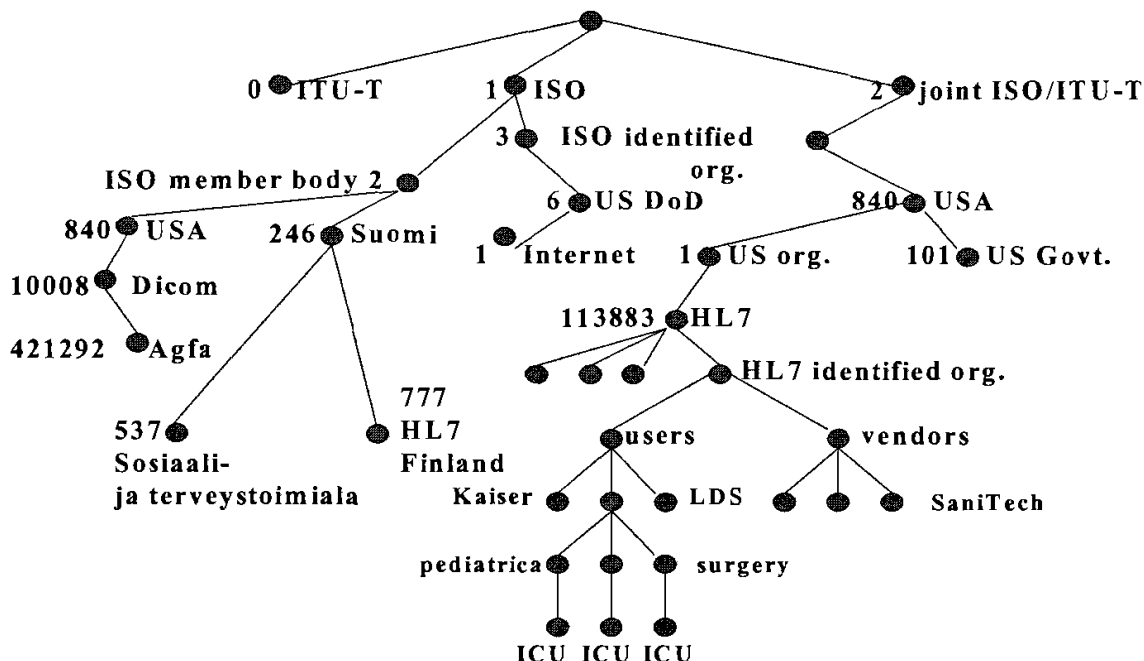 0 ITU-T
1 ISO
2 joint ISO/ITU-T
3 ISO identified
org.
ISO member body 2
6 US DoD
840 USA
840 USA
246 Suomi
1 Internet
1 US org.
101 US Govt.
10008 Dicom
113883 HL7
421292 Agfa
HL7 identified org.
777
HL7
Finland
537
Sosiaali-
ja terveystoimiala
users
vendors
Kaiser
LDS
SaniTech
pediatrica
surgery
ICU ICU ICU